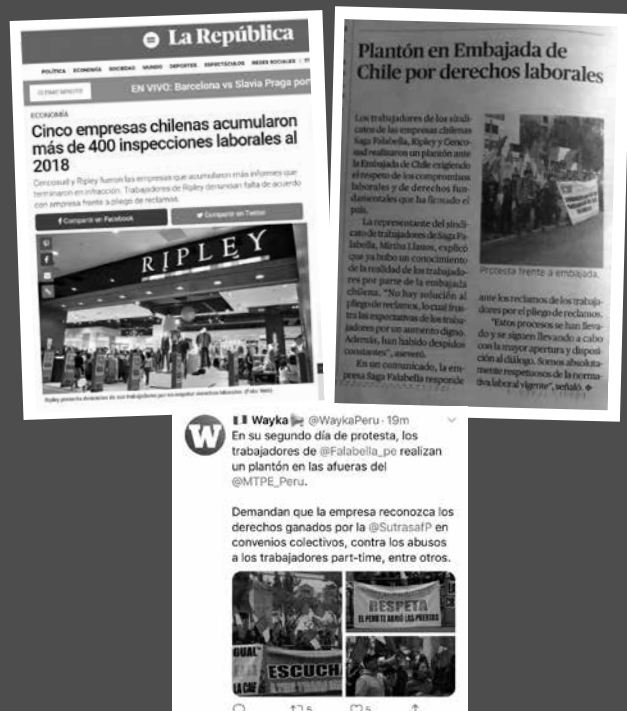 La República
POLÍTICA ECONOMÍA SOCIEDAD MUNDO DEPORTES ESPECTÁCULOS REDES SOCIALES
ÚLTIMO MINUTO
EN VIVO: Barcelona vs Slavia Praga por
ECONOMÍA
Cinco empresas chilenas acumularon
más de 400 inspecciones laborales al
2018
Cencosud y Ripley fueron las empresas que acumularon más informes que
terminaron en infracción. Trabajadores de Ripley denuncian falta de acuerdo
con empresa frente a pliego de reclamos.
Compartir en Facebook
Compartir en Twitter
RIPLEY
Plantón en Embajada de
Chile por derechos laborales
Los trabajadores de los sindi-
catos de las empresas chilenas
Saga Falabella, Ripley y Cenco-
sud realizaron un plantón ante
la Embajada de Chile exigiendo
el respeto de los compromisos
laborales y de derechos fun-
damentales que ha firmado el
país.
La representante del sindi-
cato de trabajadores de Saga Fa-
labella, Mirtha Llanos, explicó
que ya hubo un conocimiento
de la realidad de los trabajado-
res por parte de la embajada
chilena. "No hay solución al
pliego de reclamos, lo cual frus-
tra las expectativas de los traba-
jadores por un aumento digno.
Además, han habido despidos
constantes", aseveró.
En un comunicado, la em-
presa Saga Falabella responde
Protesta frente a embajada.
ante los reclamos de los trabaja-
dores por el pliego de reclamos.
"Estos procesos se han lleva-
do y se siguen llevando a cabo
con la mayor apertura y disposi-
ción al diálogo. Somos absoluta-
mente respetuosos de la norma-
tiva laboral vigente", señaló.
W
Wayka @WaykaPeru · 19m
En su segundo día de protesta, los
trabajadores de @Falabella_pe realizan
un plantón en las afueras del
@MTPE_Peru.
Demandan que la empresa reconozca los
derechos ganados por la @SutrasafP en
convenios colectivos, contra los abusos
a los trabajadores part-time, entre otros.
IGUAL
ESCUCH
LA CAE
RESPETA
EL PERU TE ABRIÓ LAS PUERTAS
5
5